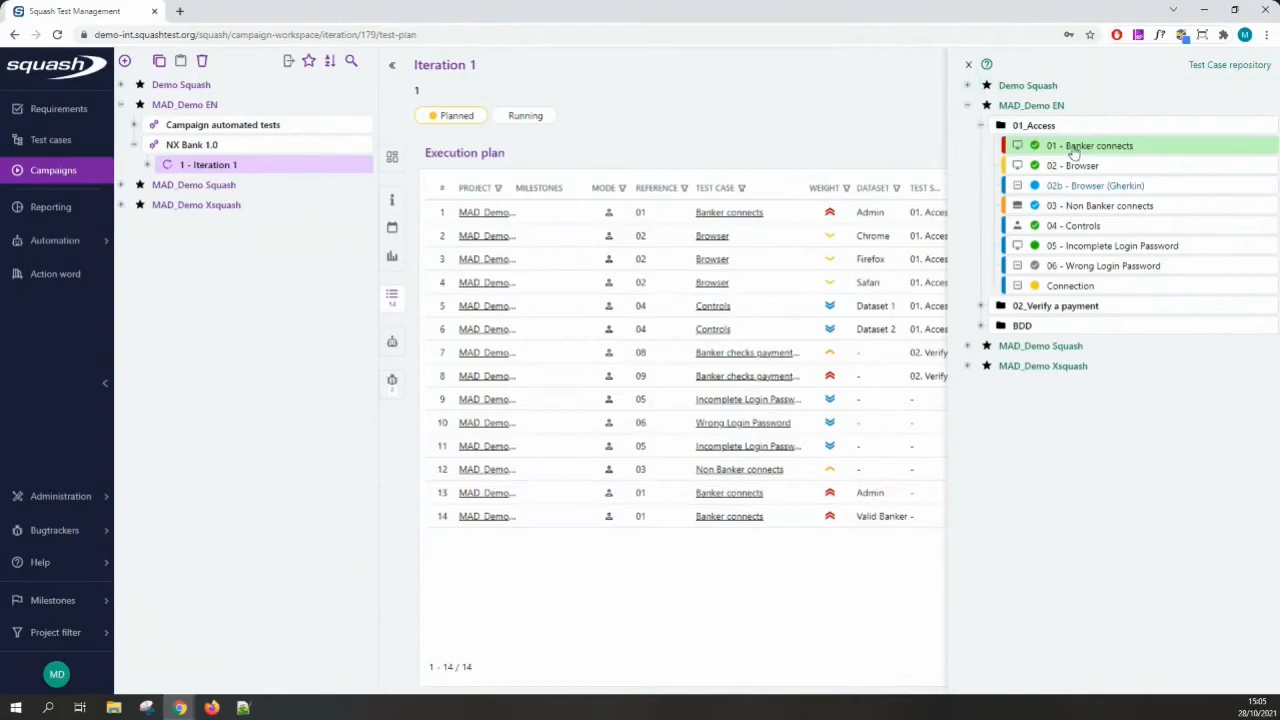 Squash Test Management
demo-int.squashtest.org/squash/campaign-workspace/iteration/179/test-plan
M
squash
Requirements
Test cases
Campaigns
Reporting
Automation
Action word
Administration
Bugtrackers
Help
Milestones
Project filter
MD
Demo Squash
MAD_Demo EN
Campaign automated tests
NX Bank 1.0
1 - Iteration 1
MAD_Demo Squash
MAD_Demo Xsquash
14
2
Iteration 1
1
Planned
Running
Execution plan
# PROJECT MILESTONES MODE REFERENCE TEST CASE WEIGHT DATASET TEST S...
1 MAD_Demo... 01 Banker connects Admin 01. Acces
2 MAD_Demo... 02 Browser Chrome 01. Acces
3 MAD_Demo... 02 Browser Firefox 01. Acces
4 MAD_Demo... 02 Browser Safari 01. Acces
5 MAD_Demo... 04 Controls Dataset 1 01. Acces
6 MAD_Demo... 04 Controls Dataset 2 01. Acces
7 MAD_Demo... 08 Banker checks payment... - 02. Verify
8 MAD_Demo... 09 Banker checks payment... - 02. Verify
9 MAD_Demo... 05 Incomplete Login Passw... - -
10 MAD_Demo... 06 Wrong Login Password - -
11 MAD_Demo... 05 Incomplete Login Passw... - -
12 MAD_Demo... 03 Non Banker connects - -
13 MAD_Demo... 01 Banker connects Admin -
14 MAD_Demo... 01 Banker connects Valid Banker -
1 - 14 / 14
Test Case repository
Demo Squash
MAD_Demo EN
01_Access
01 - Banker connects
02 - Browser
02b - Browser (Gherkin)
03 - Non Banker connects
04 - Controls
05 - Incomplete Login Password
06 - Wrong Login Password
Connection
02_Verify a payment
BDD
MAD_Demo Squash
MAD_Demo Xsquash
15:05
28/10/2021